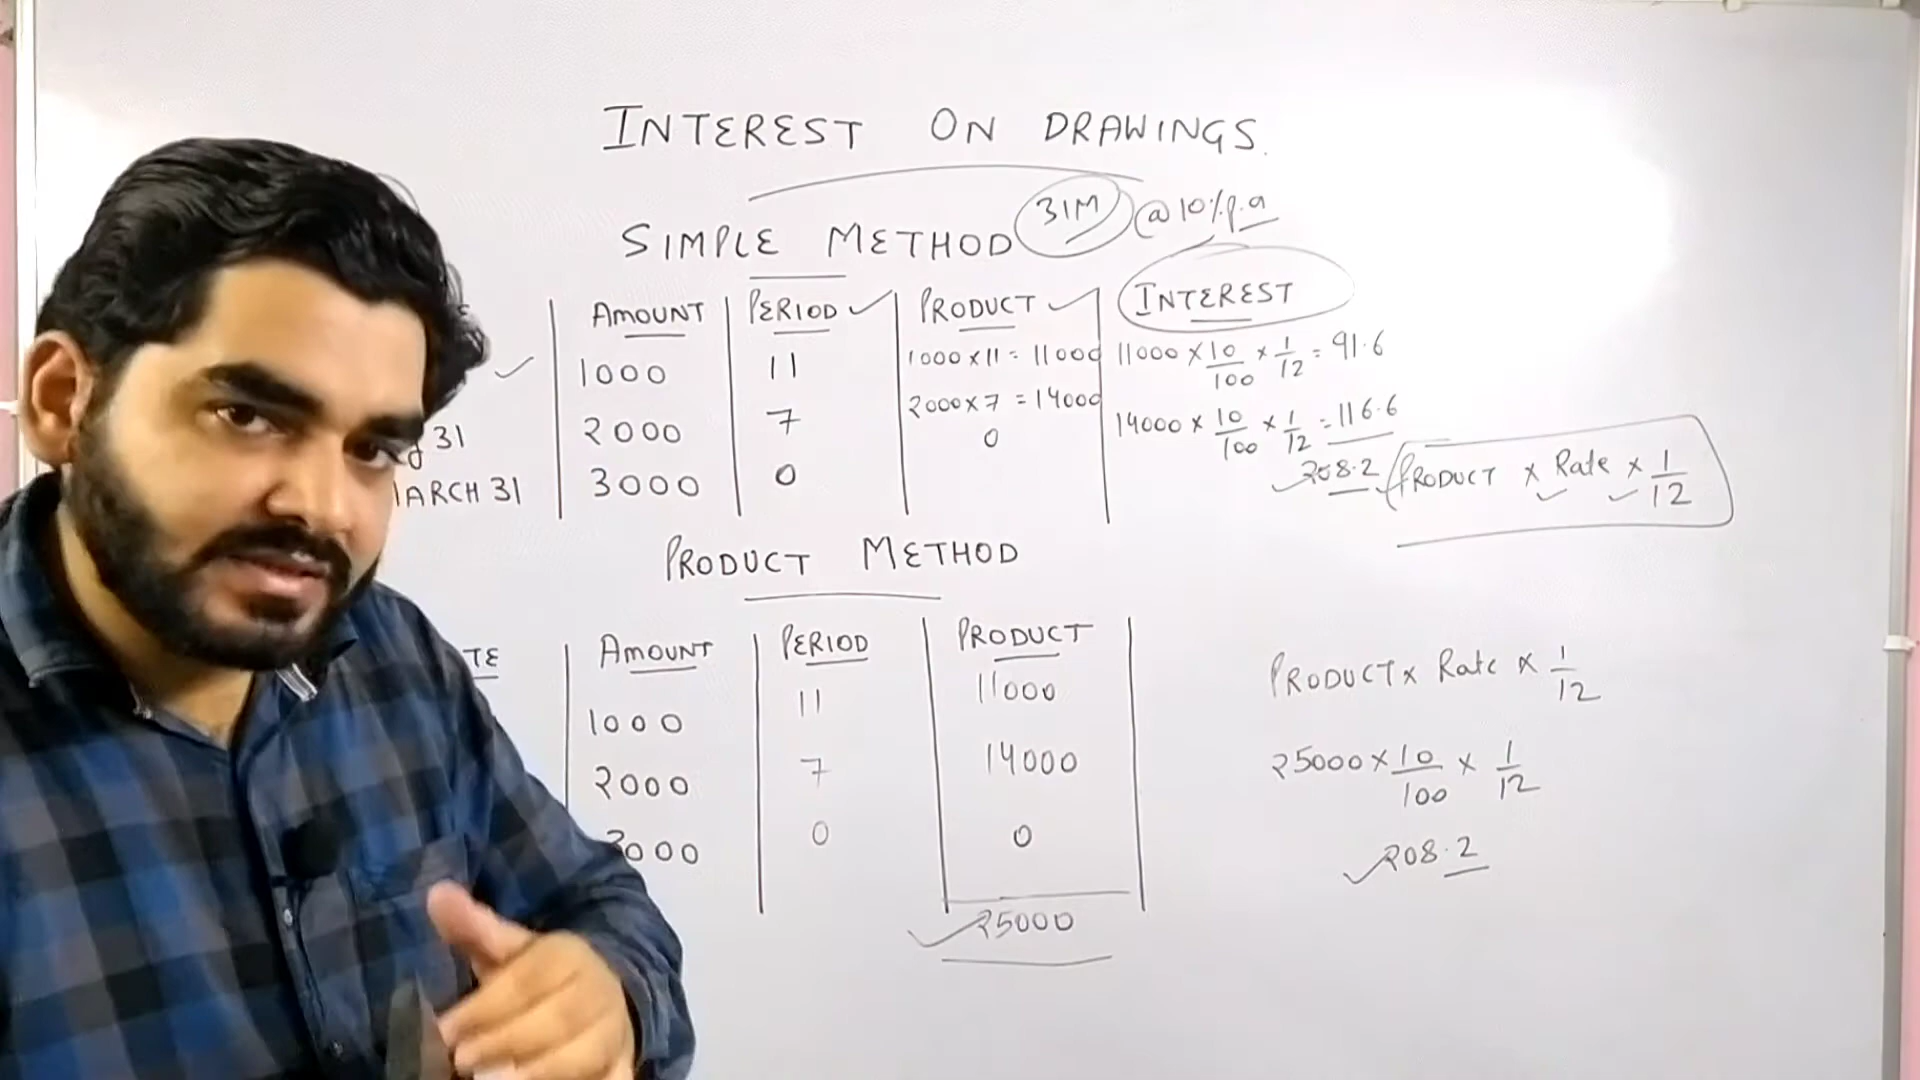 INTEREST ON DRAWINGS.
SIMPLE METHOD 31M @ 10% p.a
AMOUNT PERIOD PRODUCT INTEREST
1000 11 1000 × 11 = 11000 11000 × 10/100 × 1/12 = 91.6
31 2000 7 2000 × 7 = 14000 14000 × 10/100 × 1/12 = 116.6
MARCH 31 3000 0 0 208.2 PRODUCT × Rate × 1/12
PRODUCT METHOD
TE AMOUNT PERIOD PRODUCT
1000 11 11000
2000 7 14000
3000 0 0
25000
PRODUCT × Rate × 1/12
25000 × 10/100 × 1/12
208.2